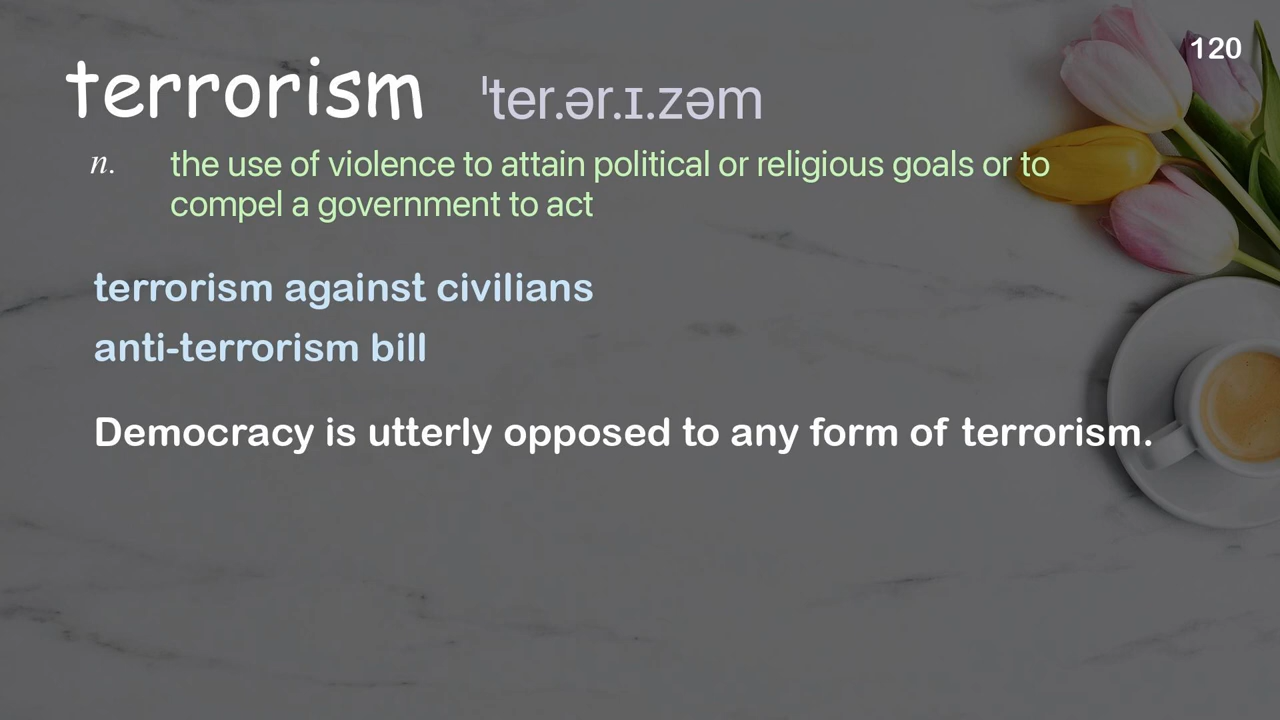 120
terrorism ˈter.ər.ɪ.zəm
n. the use of violence to attain political or religious goals or to
compel a government to act
terrorism against civilians
anti-terrorism bill
Democracy is utterly opposed to any form of terrorism.